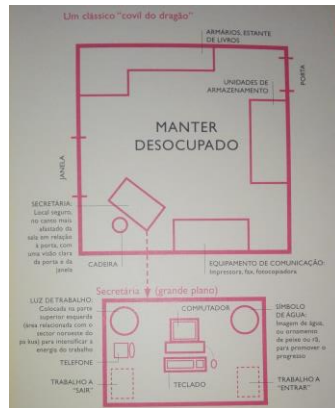 Um clássico "covil do dragão"
ARMÁRIOS, ESTANTE
DE LIVROS
UNIDADES DE
ARMAZENAMENTO
PORTA
MANTER
DESOCUPADO
JANELA
SECRETÁRIA:
Local seguro,
no canto mais
afastado da
sala em relação
à porta, com
uma visão clara
da porta e da
janela
CADEIRA
EQUIPAMENTO DE COMUNICAÇÃO:
Impressora, fax, fotocopiadora
Secretária (grande plano)
LUZ DE TRABALHO:
Colocada na parte
superior esquerda
(área relacionada com o
sector noroeste do
pa kua) para intensificar a
energia do trabalho
COMPUTADOR
SÍMBOLO
DE ÁGUA:
Imagem de água,
ou ornamento
de peixe ou rã,
para promover o
progresso
TELEFONE
TRABALHO A
"SAIR"
TECLADO
TRABALHO A
"ENTRAR"